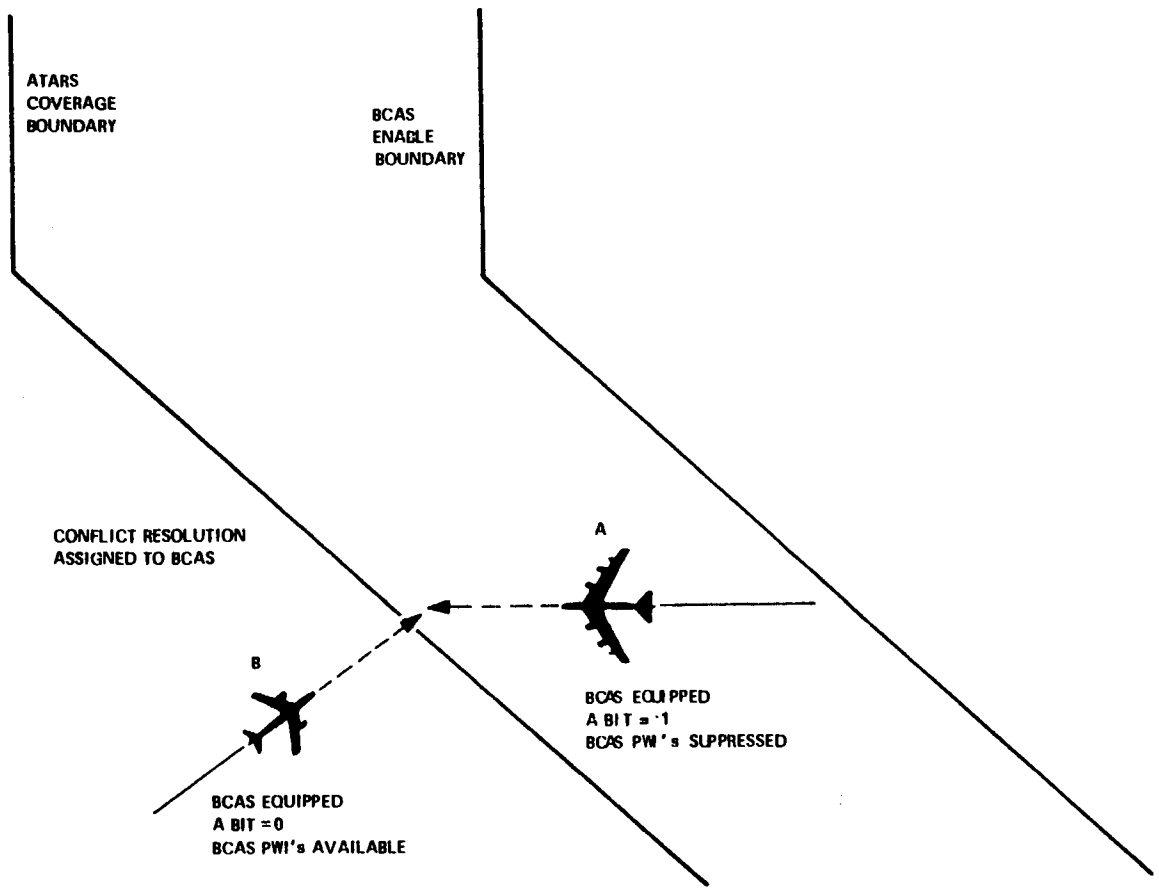 ATARS
COVERAGE
BOUNDARY
BCAS
ENABLE
BOUNDARY
CONFLICT RESOLUTION
ASSIGNED TO BCAS
A
B
BCAS EQUIPPED
A BIT = 1
BCAS PWI's SUPPRESSED
BCAS EQUIPPED
A BIT = 0
BCAS PWI's AVAILABLE